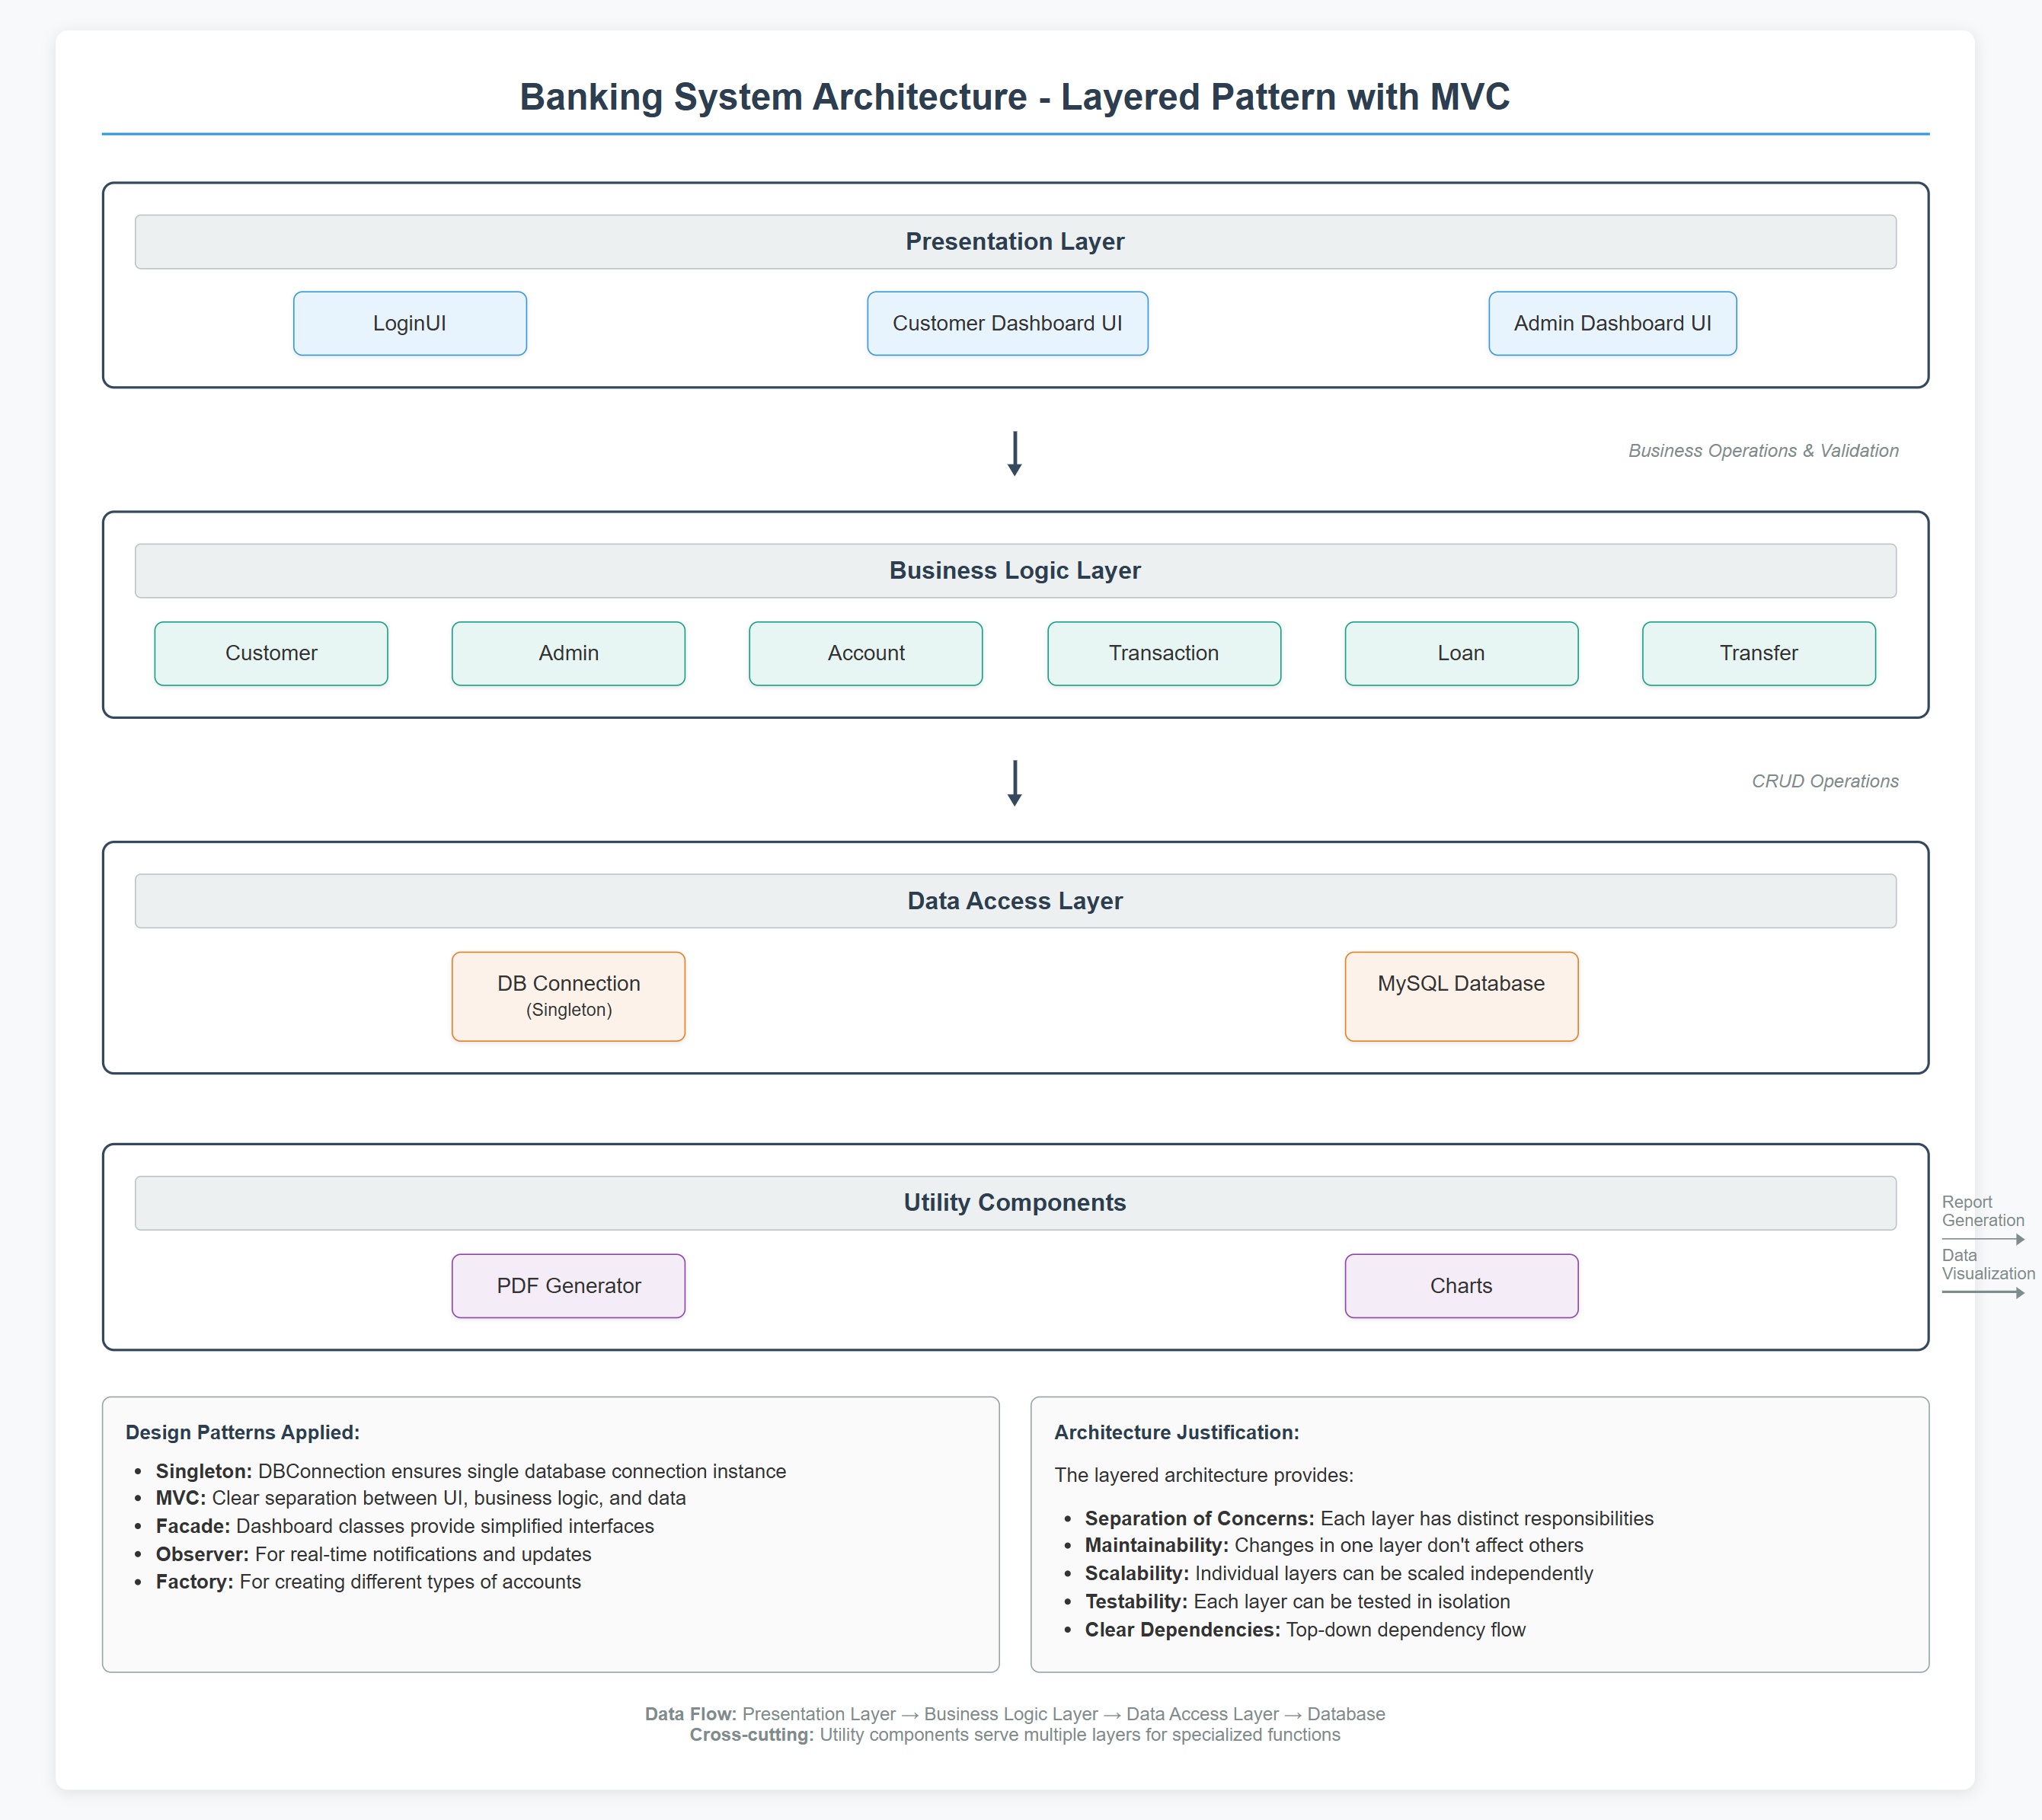 Banking System Architecture - Layered Pattern with MVC
Presentation Layer
LoginUI
Customer Dashboard UI
Admin Dashboard UI
Business Operations & Validation
Business Logic Layer
Customer
Admin
Account
Transaction
Loan
Transfer
CRUD Operations
Data Access Layer
DB Connection
(Singleton)
MySQL Database
Utility Components
PDF Generator
Charts
Report
Generation
Data
Visualization
Design Patterns Applied:
• Singleton: DBConnection ensures single database connection instance
• MVC: Clear separation between UI, business logic, and data
• Facade: Dashboard classes provide simplified interfaces
• Observer: For real-time notifications and updates
• Factory: For creating different types of accounts
Architecture Justification:
The layered architecture provides:
• Separation of Concerns: Each layer has distinct responsibilities
• Maintainability: Changes in one layer don't affect others
• Scalability: Individual layers can be scaled independently
• Testability: Each layer can be tested in isolation
• Clear Dependencies: Top-down dependency flow
Data Flow: Presentation Layer → Business Logic Layer → Data Access Layer → Database
Cross-cutting: Utility components serve multiple layers for specialized functions